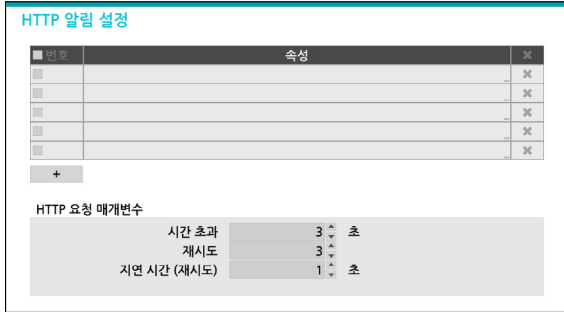 HTTP 알림 설정
번호 속성
+
HTTP 요청 매개변수
시간 초과 3 초
재시도 3
지연 시간 (재시도) 1 초